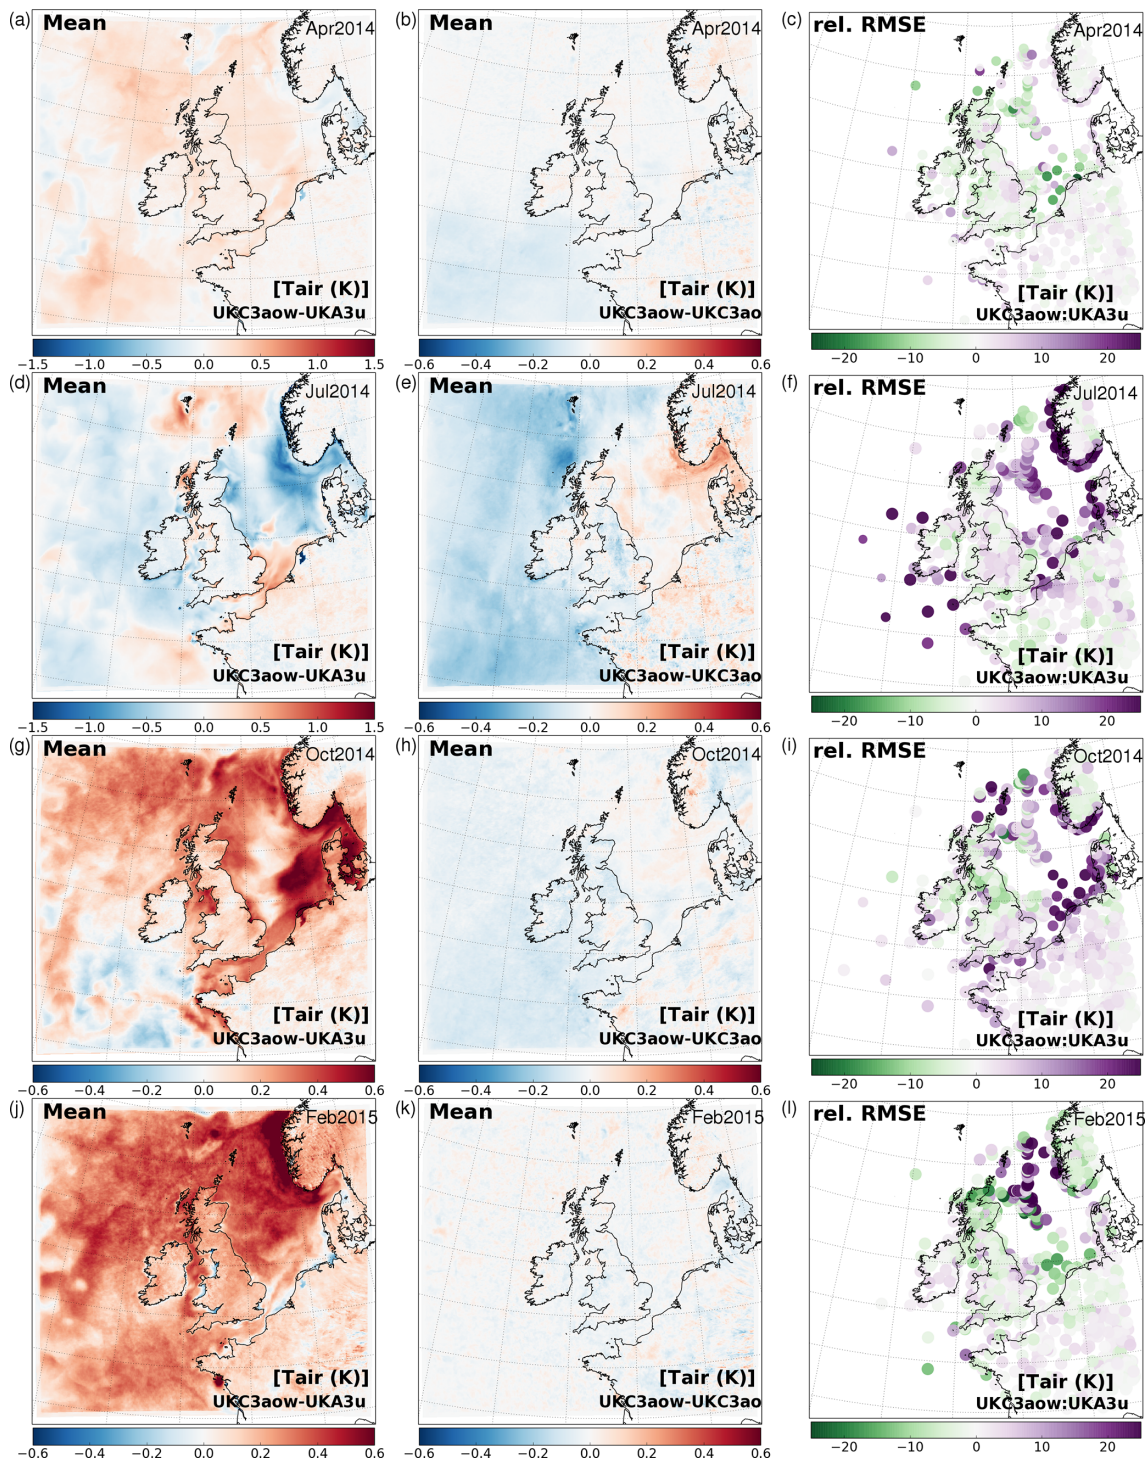 (a) Mean Apr2014
[Tair (K)]
UKC3aow-UKA3u
−1.5 −1.0 −0.5 0.0 0.5 1.0 1.5
(b) Mean Apr2014
[Tair (K)]
UKC3aow-UKC3ao
−0.6 −0.4 −0.2 0.0 0.2 0.4 0.6
(c) rel. RMSE Apr2014
[Tair (K)]
UKC3aow:UKA3u
−20 −10 0 10 20
(d) Mean Jul2014
[Tair (K)]
UKC3aow-UKA3u
−1.5 −1.0 −0.5 0.0 0.5 1.0 1.5
(e) Mean Jul2014
[Tair (K)]
UKC3aow-UKC3ao
−0.6 −0.4 −0.2 0.0 0.2 0.4 0.6
(f) rel. RMSE Jul2014
[Tair (K)]
UKC3aow:UKA3u
−20 −10 0 10 20
(g) Mean Oct2014
[Tair (K)]
UKC3aow-UKA3u
−0.6 −0.4 −0.2 0.0 0.2 0.4 0.6
(h) Mean Oct2014
[Tair (K)]
UKC3aow-UKC3ao
−0.6 −0.4 −0.2 0.0 0.2 0.4 0.6
(i) rel. RMSE Oct2014
[Tair (K)]
UKC3aow:UKA3u
−20 −10 0 10 20
(j) Mean Feb2015
[Tair (K)]
UKC3aow-UKA3u
−0.6 −0.4 −0.2 0.0 0.2 0.4 0.6
(k) Mean Feb2015
[Tair (K)]
UKC3aow-UKC3ao
−0.6 −0.4 −0.2 0.0 0.2 0.4 0.6
(l) rel. RMSE Feb2015
[Tair (K)]
UKC3aow:UKA3u
−20 −10 0 10 20